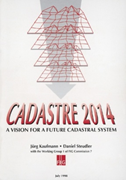 CADASTRE 2014
A VISION FOR A FUTURE CADASTRAL SYSTEM
Jürg Kaufmann • Daniel Steudler
with the Working Group 1 of FIG Commission 7
July 1998